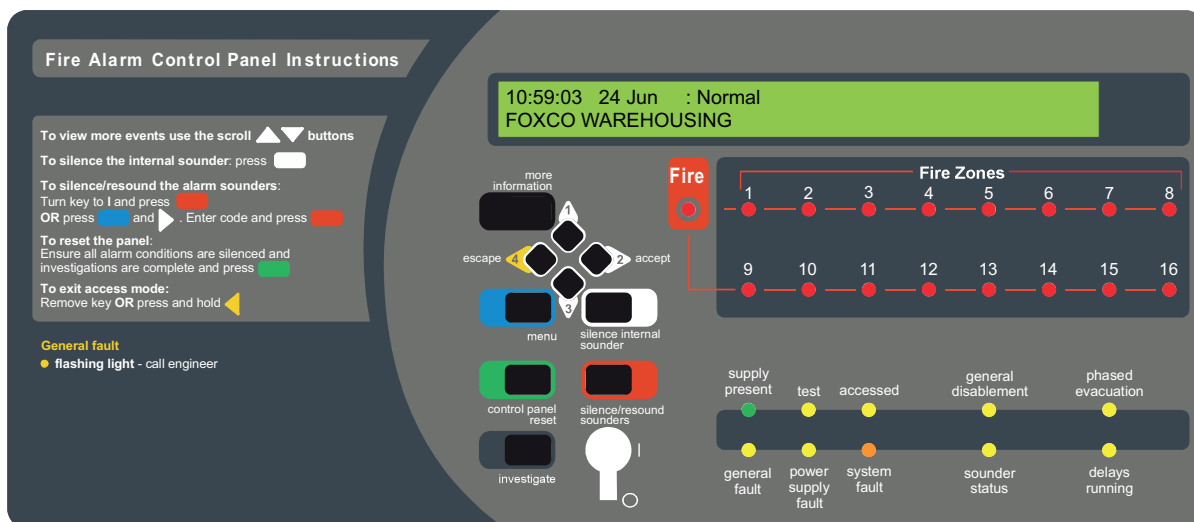 Fire Alarm Control Panel Instructions
To view more events use the scroll buttons
To silence the internal sounder: press
To silence/resound the alarm sounders:
Turn key to I and press
OR press and . Enter code and press
To reset the panel:
Ensure all alarm conditions are silenced and
investigations are complete and press
To exit access mode:
Remove key OR press and hold
General fault
flashing light - call engineer
10:59:03 24 Jun : Normal
FOXCO WAREHOUSING
more
information
1
escape 4 2 accept
3
menu
silence internal
sounder
control panel
reset
silence/resound
sounders
investigate
I
O
Fire
Fire Zones
1 2 3 4 5 6 7 8
9 10 11 12 13 14 15 16
supply
present
test
accessed
general
disablement
phased
evacuation
general
fault
power
supply
fault
system
fault
sounder
status
delays
running